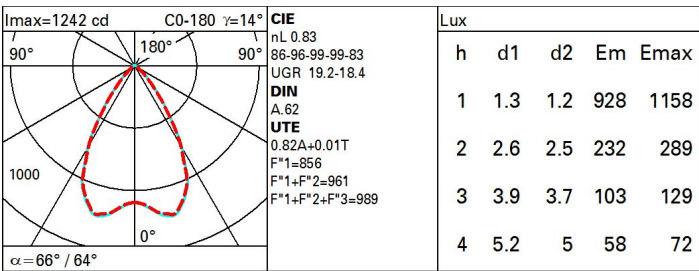 Imax=1242 cd C0-180 γ=14°
90° 180° 90°
1000
0°
α=66° / 64°
CIE
nL 0.83
86-96-99-99-83
UGR 19.2-18.4
DIN
A.62
UTE
0.82A+0.01T
F"1=856
F"1+F"2=961
F"1+F"2+F"3=989
Lux
h d1 d2 Em Emax
1 1.3 1.2 928 1158
2 2.6 2.5 232 289
3 3.9 3.7 103 129
4 5.2 5 58 72